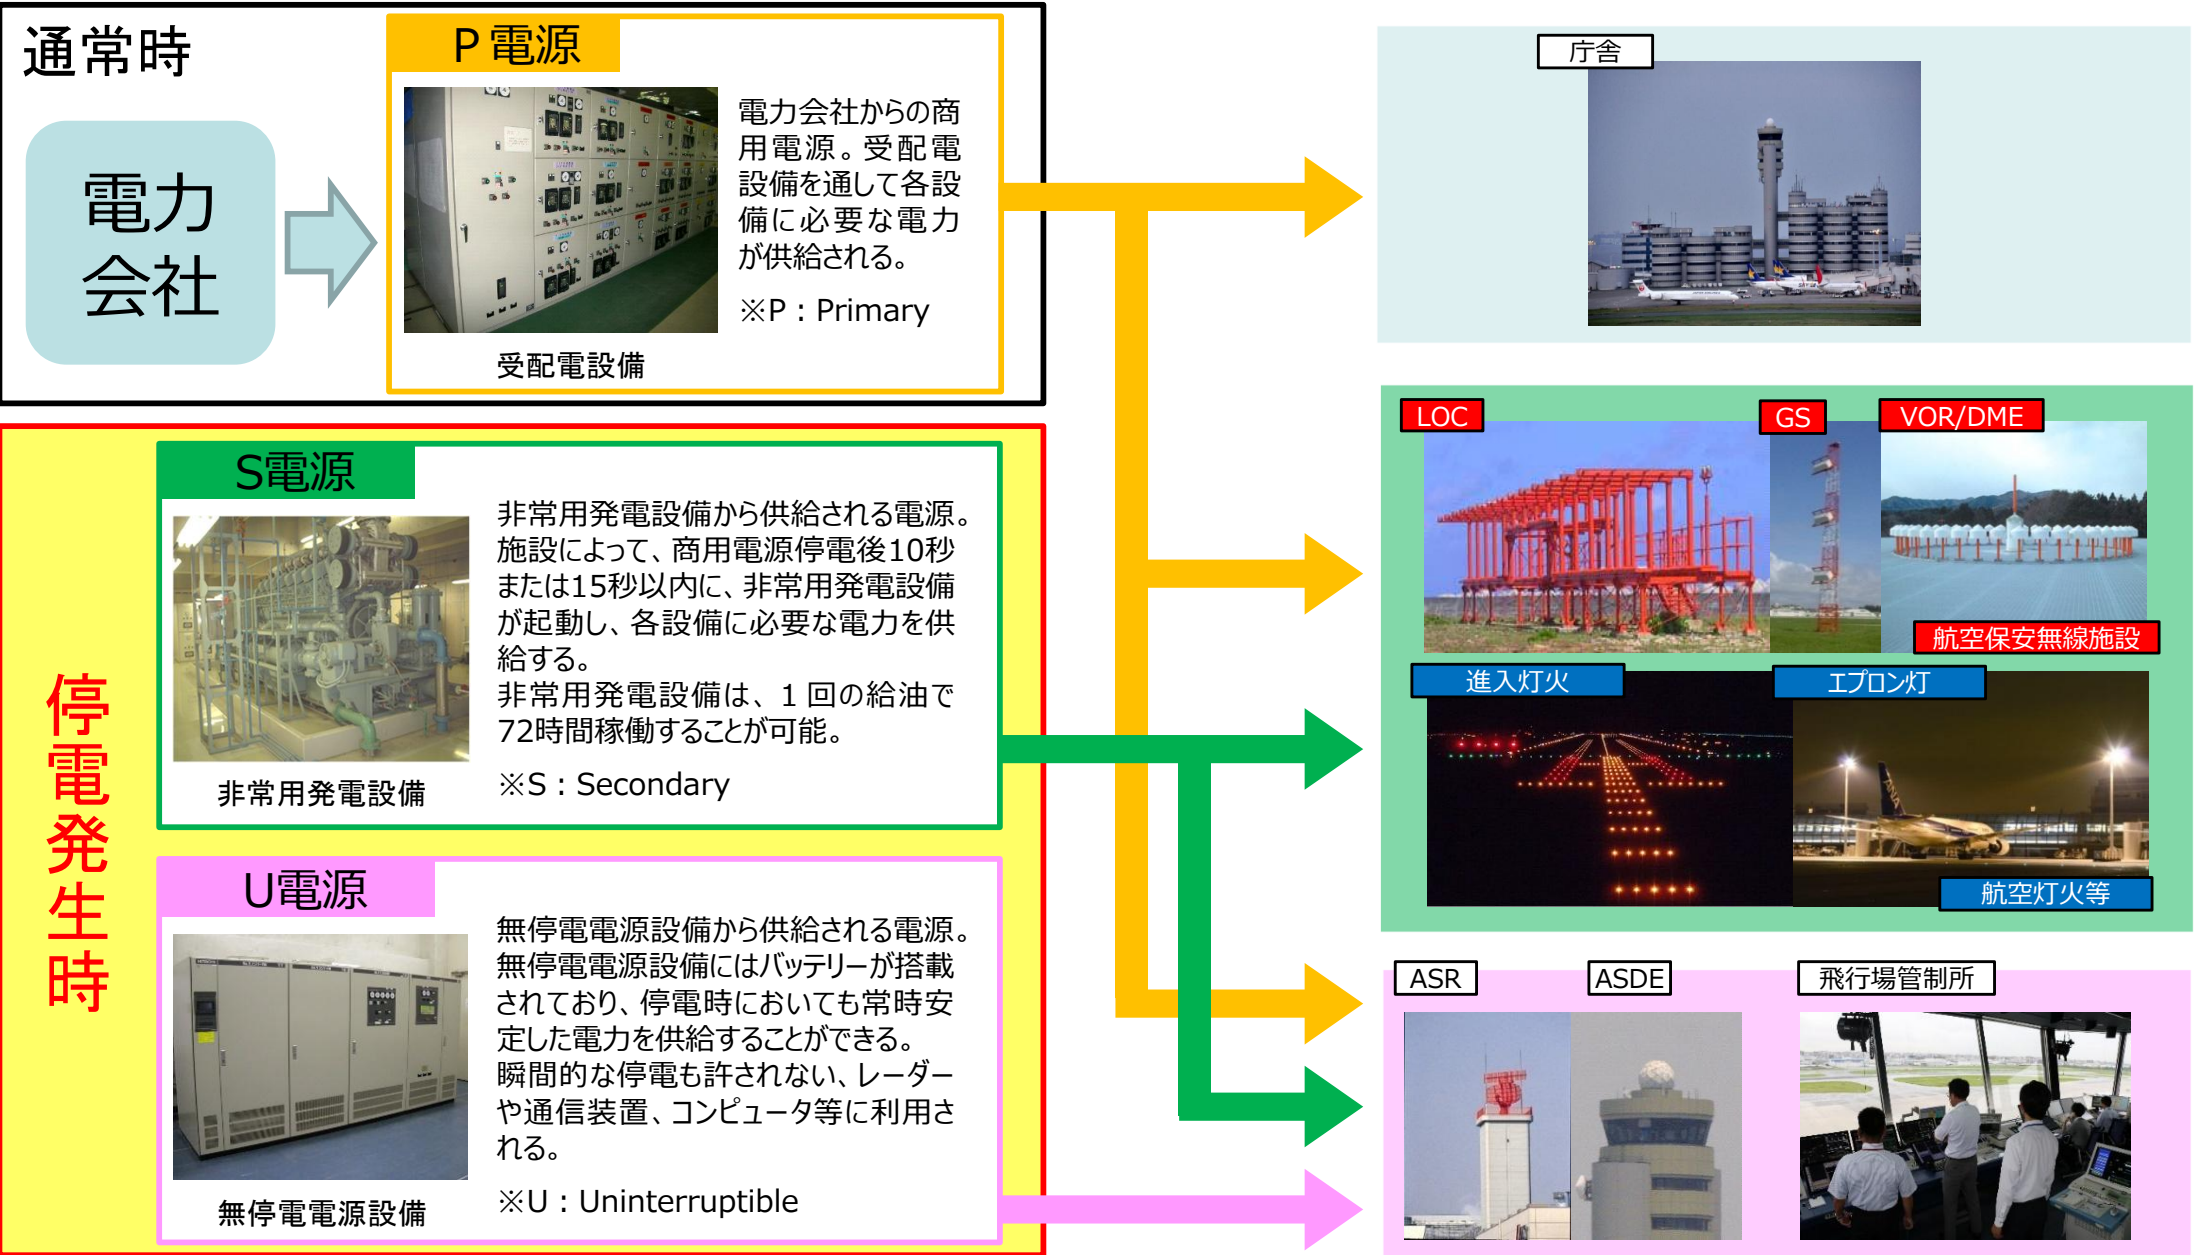 通常時
電力
会社
P電源
電力会社からの商
用電源。受配電
設備を通して各設
備に必要な電力
が供給される。
※P：Primary
受配電設備
停電発生時
S電源
非常用発電設備から供給される電源。
施設によって、商用電源停電後10秒
または15秒以内に、非常用発電設備
が起動し、各設備に必要な電力を供
給する。
非常用発電設備は、１回の給油で
72時間稼働することが可能。
※S：Secondary
非常用発電設備
U電源
無停電電源設備から供給される電源。
無停電電源設備にはバッテリーが搭載
されており、停電時においても常時安
定した電力を供給することができる。
瞬間的な停電も許されない、レーダー
や通信装置、コンピュータ等に利用さ
れる。
※U：Uninterruptible
無停電電源設備
庁舎
LOC
GS
VOR/DME
航空保安無線施設
進入灯火
エプロン灯
航空灯火等
ASR
ASDE
飛行場管制所